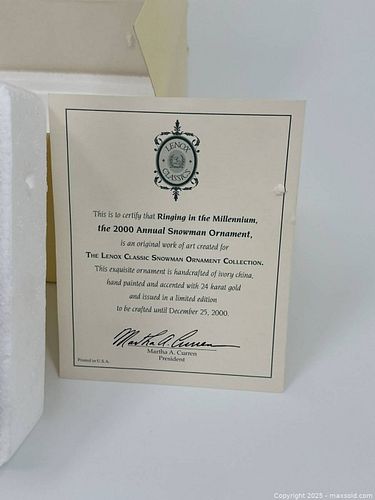 LENOX
CLASSICS
This is to certify that Ringing in the Millennium,
the 2000 Annual Snowman Ornament,
is an original work of art created for
THE LENOX CLASSIC SNOWMAN ORNAMENT COLLECTION.
This exquisite ornament is handcrafted of ivory china,
hand painted and accented with 24 karat gold
and issued in a limited edition
to be crafted until December 25, 2000.
Martha A. Curren
Martha A. Curren
President
Printed in U.S.A.
Copyright 2025 - maxsold.com